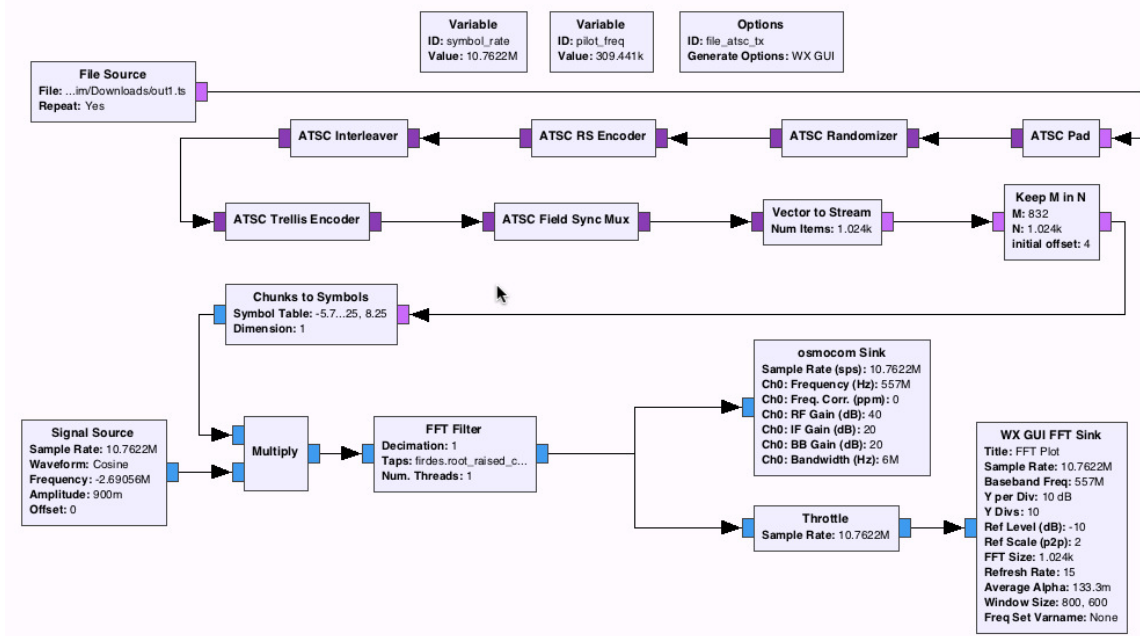 Variable
ID: symbol_rate
Value: 10.7622M
Variable
ID: pilot_freq
Value: 309.441k
Options
ID: file_atsc_tx
Generate Options: WX GUI
File Source
File: ...im/Downloads/out1.ts
Repeat: Yes
ATSC Interleaver
ATSC RS Encoder
ATSC Randomizer
ATSC Pad
ATSC Trellis Encoder
ATSC Field Sync Mux
Vector to Stream
Num Items: 1.024k
Keep M in N
M: 832
N: 1.024k
initial offset: 4
Chunks to Symbols
Symbol Table: -5.7...25, 8.25
Dimension: 1
Signal Source
Sample Rate: 10.7622M
Waveform: Cosine
Frequency: -2.69056M
Amplitude: 900m
Offset: 0
Multiply
FFT Filter
Decimation: 1
Taps: firdes.root_raised_c...
Num. Threads: 1
osmocom Sink
Sample Rate (sps): 10.7622M
Ch0: Frequency (Hz): 557M
Ch0: Freq. Corr. (ppm): 0
Ch0: RF Gain (dB): 40
Ch0: IF Gain (dB): 20
Ch0: BB Gain (dB): 20
Ch0: Bandwidth (Hz): 6M
Throttle
Sample Rate: 10.7622M
WX GUI FFT Sink
Title: FFT Plot
Sample Rate: 10.7622M
Baseband Freq: 557M
Y per Div: 10 dB
Y Divs: 10
Ref Level (dB): -10
Ref Scale (p2p): 2
FFT Size: 1.024k
Refresh Rate: 15
Average Alpha: 133.3m
Window Size: 800, 600
Freq Set Varname: None